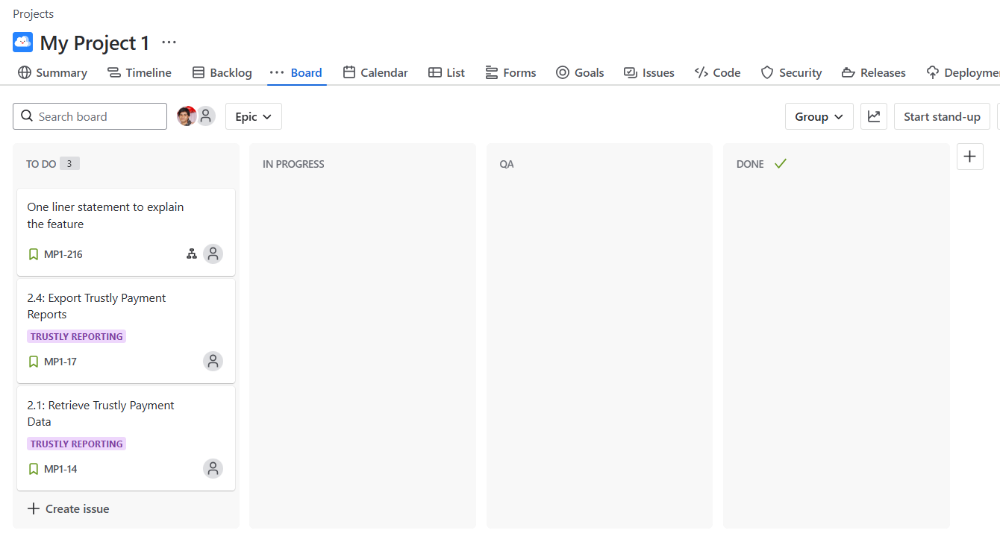 Projects
My Project 1
Summary Timeline Backlog Board Calendar List Forms Goals Issues Code Security Releases
Search board Epic Group Start stand-up
TO DO 3
One liner statement to explain
the feature
MP1-216
2.4: Export Trustly Payment
Reports
TRUSTLY REPORTING
MP1-17
2.1: Retrieve Trustly Payment
Data
TRUSTLY REPORTING
MP1-14
Create issue
IN PROGRESS
QA
DONE